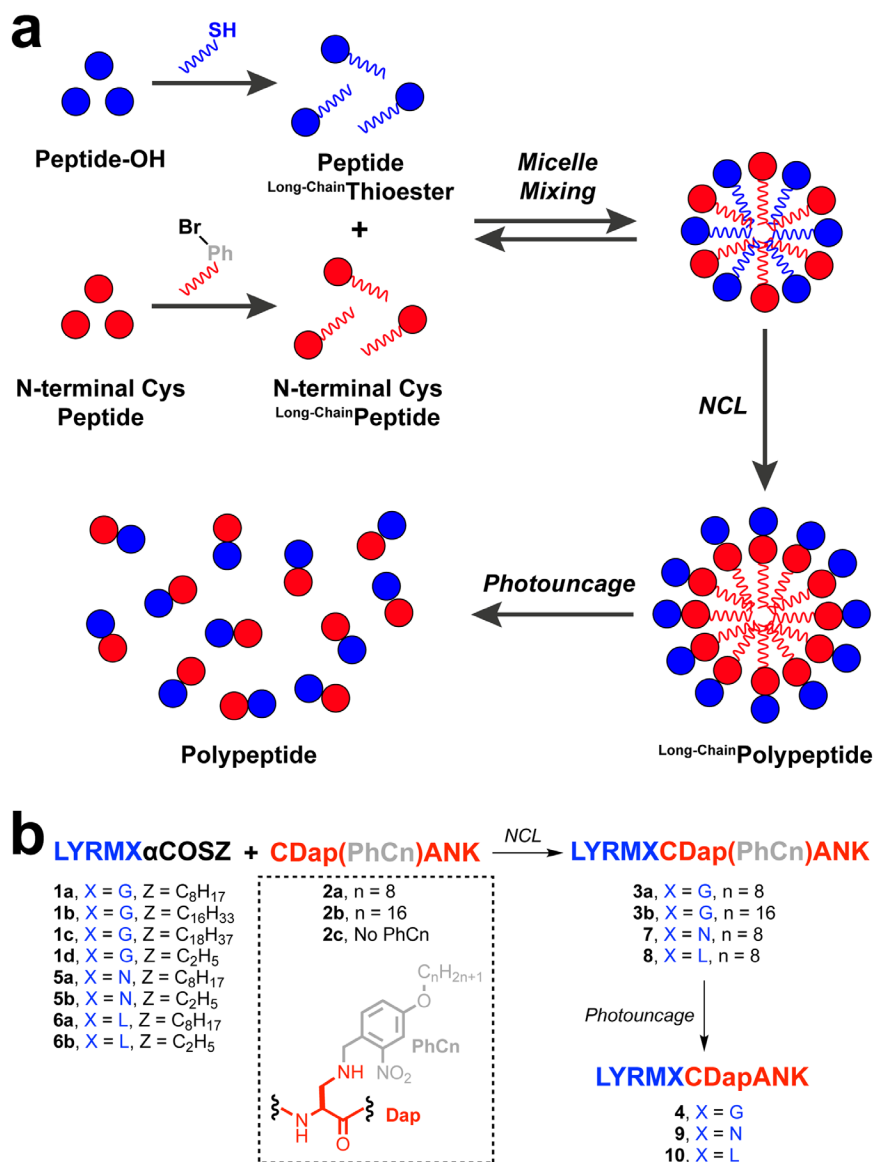 a
SH
Peptide-OH
Peptide
Long-ChainThioester
+
Micelle
Mixing
Br
Ph
N-terminal Cys
Peptide
N-terminal Cys
Long-ChainPeptide
NCL
Photouncage
Polypeptide
Long-ChainPolypeptide
b
LYRMXαCOSZ + CDap(PhCn)ANK NCL LYRMXCDap(PhCn)ANK
1a, X = G, Z = C8H17
1b, X = G, Z = C16H33
1c, X = G, Z = C18H37
1d, X = G, Z = C2H5
5a, X = N, Z = C8H17
5b, X = N, Z = C2H5
6a, X = L, Z = C8H17
6b, X = L, Z = C2H5
2a, n = 8
2b, n = 16
2c, No PhCn
CnH2n+1
O
PhCn
NO2
NH
N
H
O
Dap
3a, X = G, n = 8
3b, X = G, n = 16
7, X = N, n = 8
8, X = L, n = 8
Photouncage
LYRMXCDapANK
4, X = G
9, X = N
10, X = L